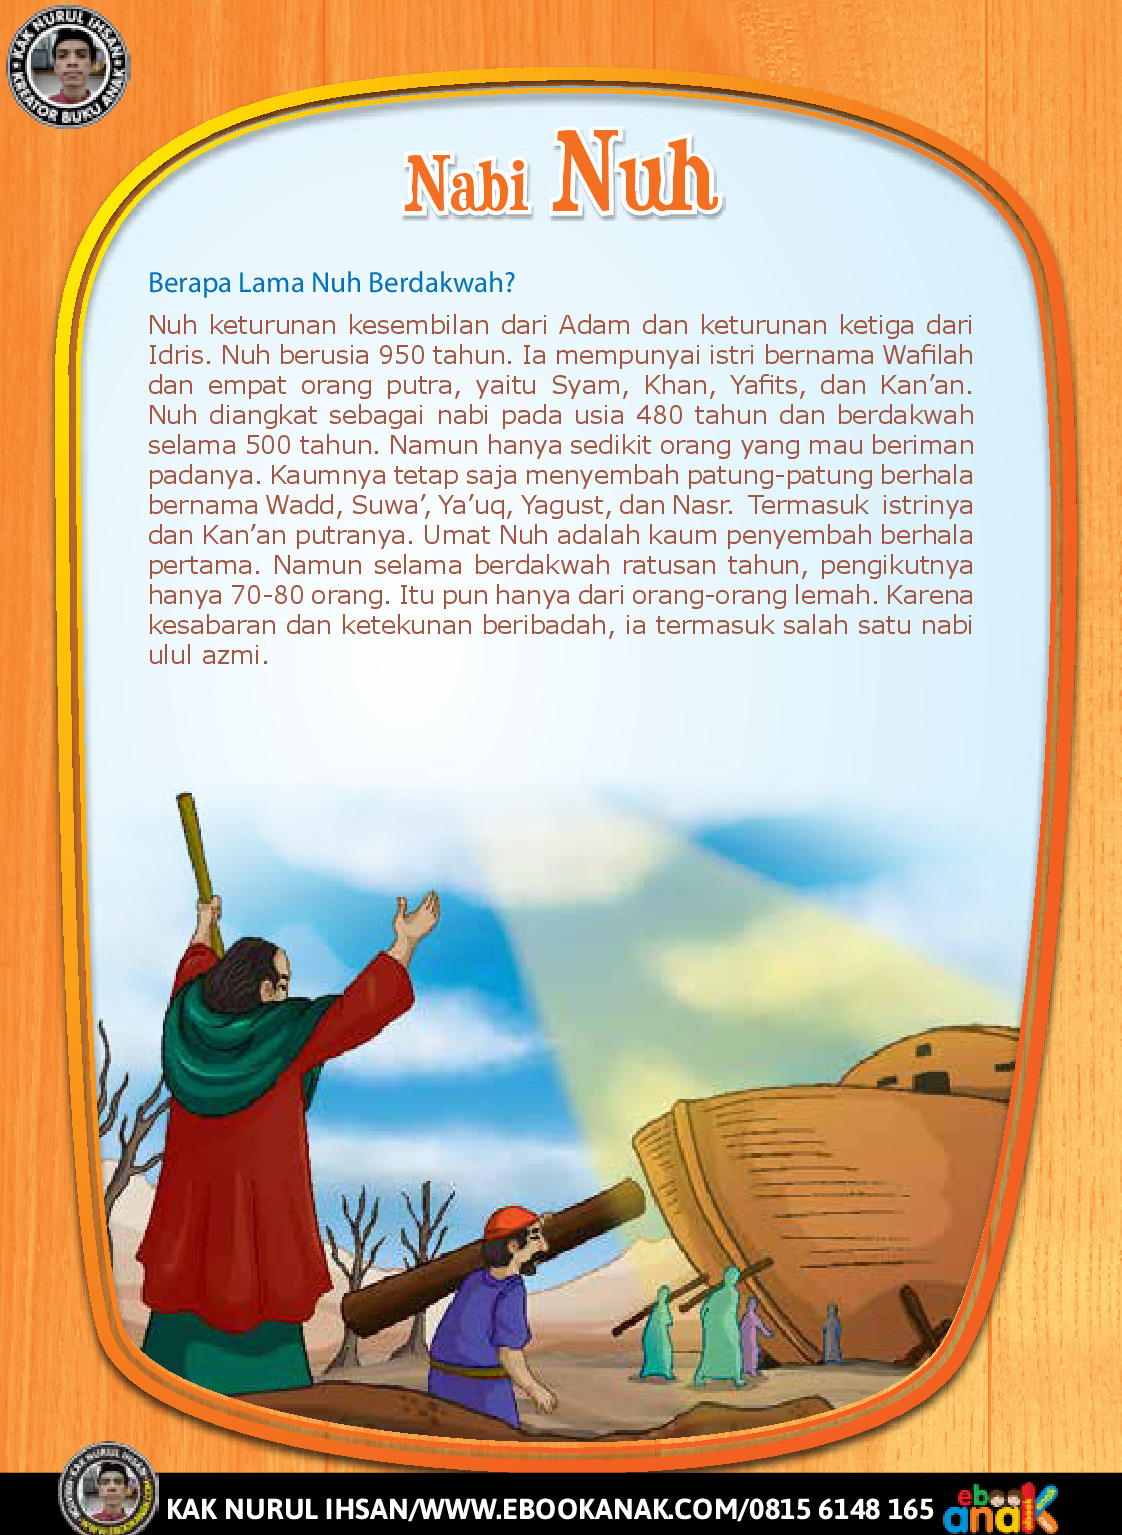 KAK NURUL IHSAN
KREATOR BUKU ANAK
Nabi Nuh
Berapa Lama Nuh Berdakwah?
Nuh keturunan kesembilan dari Adam dan keturunan ketiga dari
Idris. Nuh berusia 950 tahun. Ia mempunyai istri bernama Wafilah
dan empat orang putra, yaitu Syam, Khan, Yafits, dan Kan’an.
Nuh diangkat sebagai nabi pada usia 480 tahun dan berdakwah
selama 500 tahun. Namun hanya sedikit orang yang mau beriman
padanya. Kaumnya tetap saja menyembah patung-patung berhala
bernama Wadd, Suwa’, Ya’uq, Yagust, dan Nasr. Termasuk istrinya
dan Kan’an putranya. Umat Nuh adalah kaum penyembah berhala
pertama. Namun selama berdakwah ratusan tahun, pengikutnya
hanya 70-80 orang. Itu pun hanya dari orang-orang lemah. Karena
kesabaran dan ketekunan beribadah, ia termasuk salah satu nabi
ulul azmi.
KAK NURUL IHSAN/WWW.EBOOKANAK.COM/0815 6148 165
ebook
anak